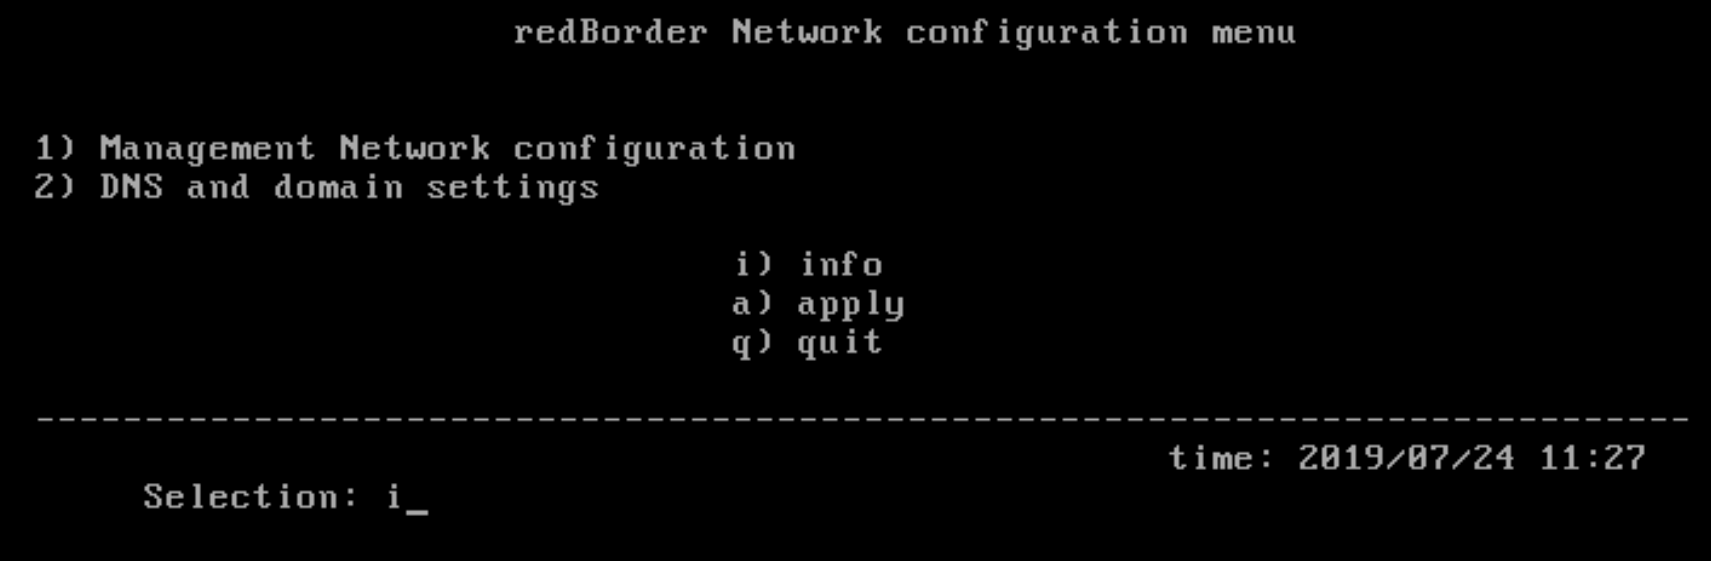 redBorder Network configuration menu
1) Management Network configuration
2) DNS and domain settings
i) info
a) apply
q) quit
--------------------------------------------------------------------------------
time: 2019/07/24 11:27
Selection: i_